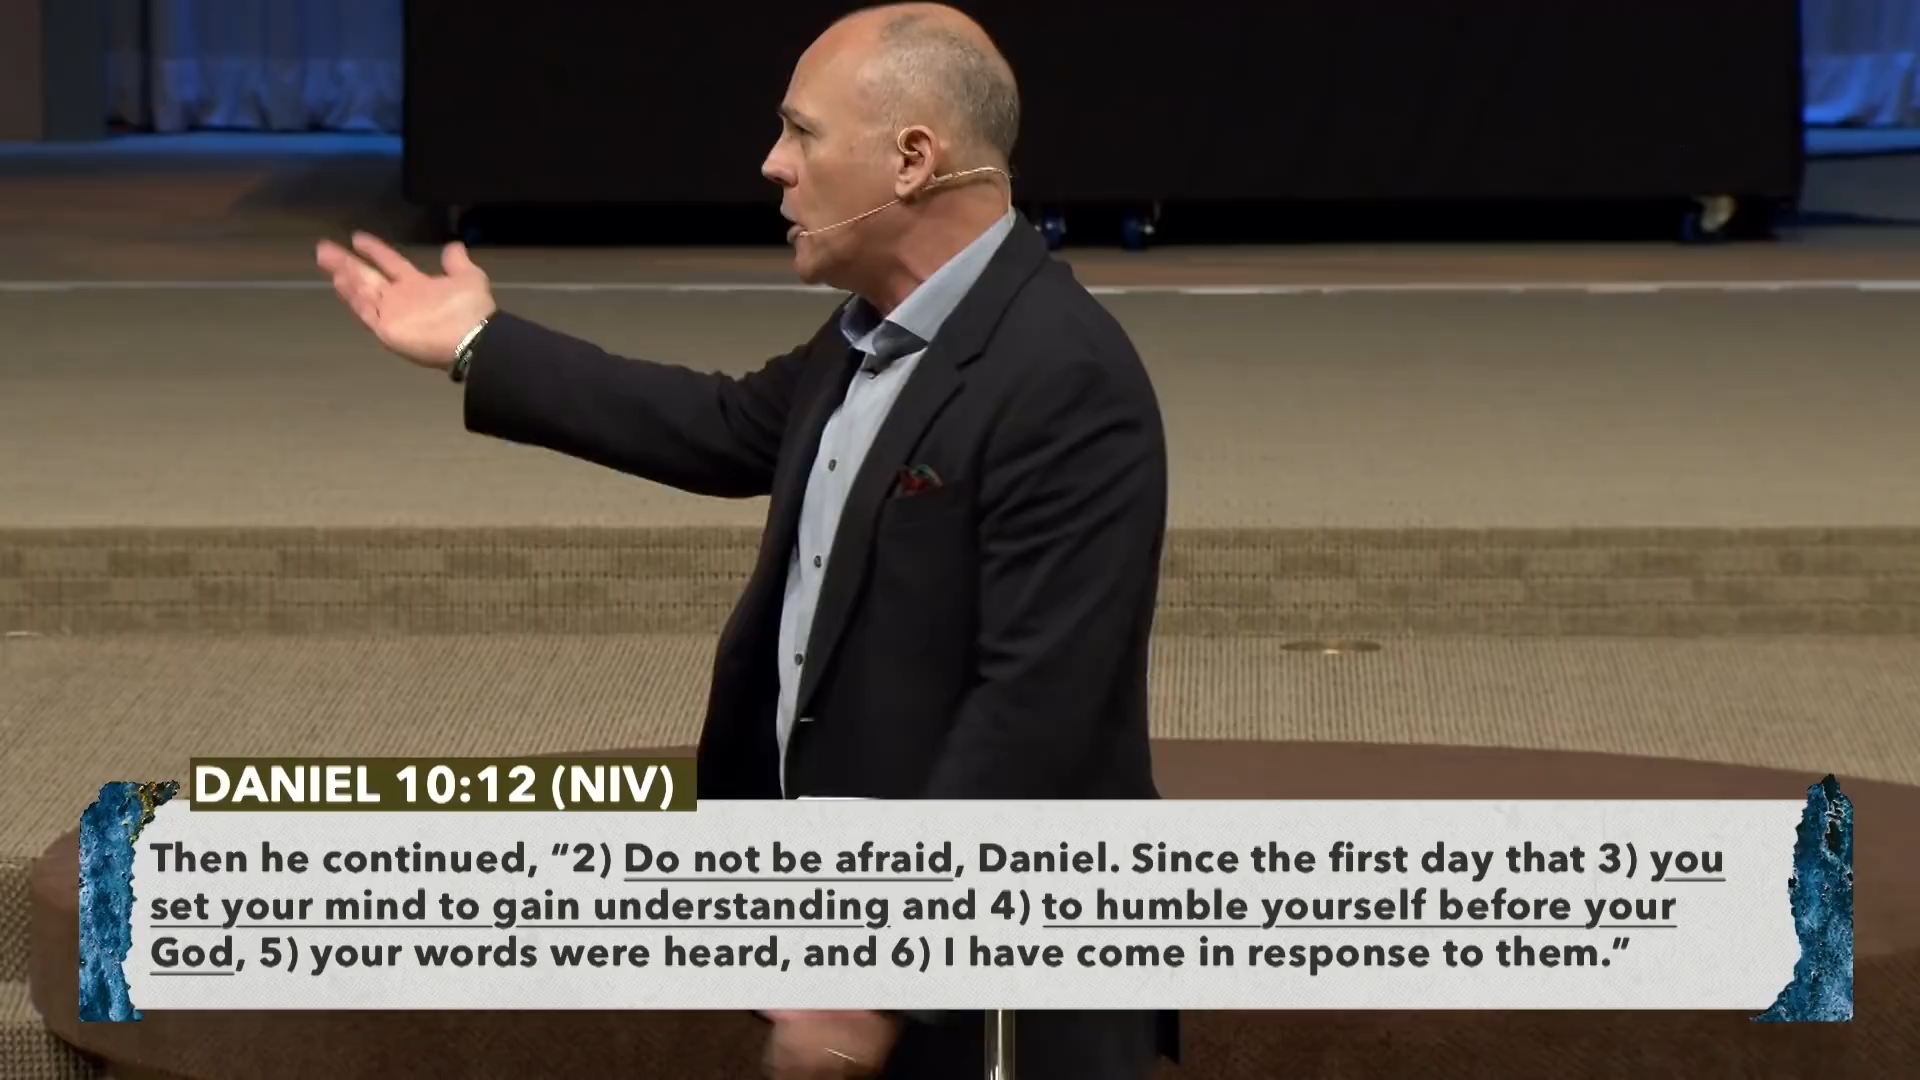 DANIEL 10:12 (NIV)
Then he continued, “2) Do not be afraid, Daniel. Since the first day that 3) you
set your mind to gain understanding and 4) to humble yourself before your
God, 5) your words were heard, and 6) I have come in response to them.”